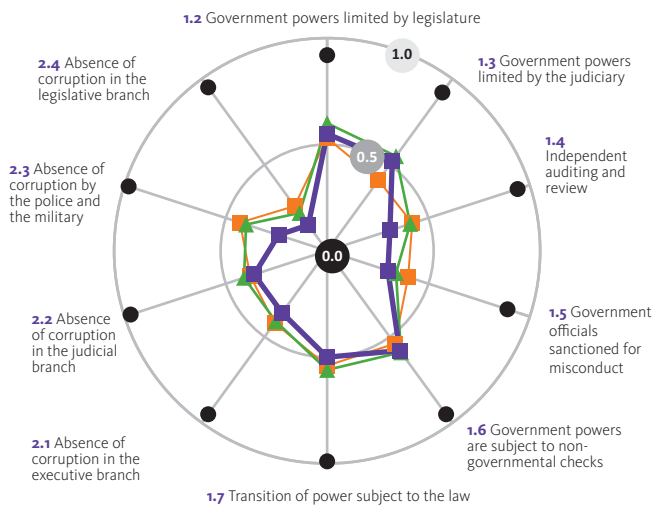 1.2 Government powers limited by legislature
1.0
1.3 Government powers
limited by the judiciary
2.4 Absence of
corruption in the
legislative branch
1.4
Independent
auditing and
review
0.5
2.3 Absence of
corruption by
the police and
the military
0.0
1.5 Government
officials
sanctioned for
misconduct
2.2 Absence
of corruption
in the judicial
branch
1.6 Government powers
are subject to non-
governmental checks
2.1 Absence of
corruption in the
executive branch
1.7 Transition of power subject to the law